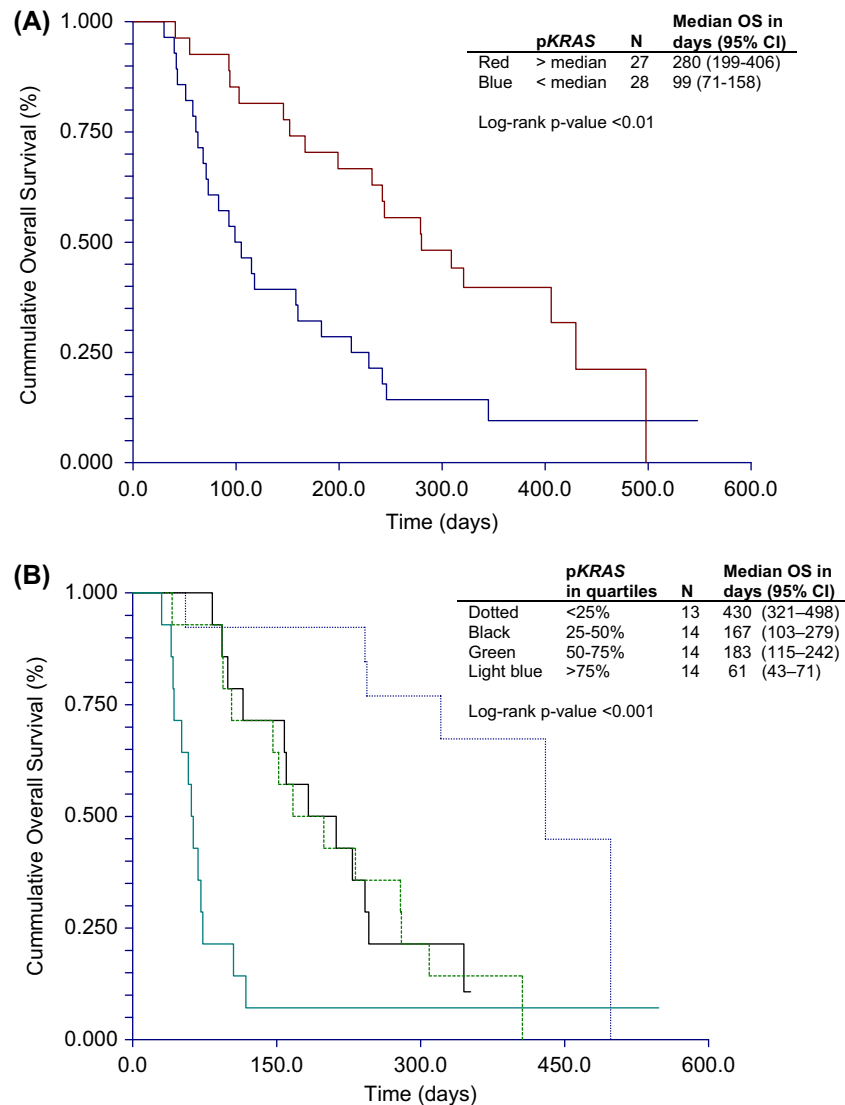 (A)
Cummulative Overall Survival (%)
1.000
0.750
0.500
0.250
0.000
0.0 100.0 200.0 300.0 400.0 500.0 600.0
Time (days)
pKRAS N Median OS in days (95% CI)
Red > median 27 280 (199-406)
Blue < median 28 99 (71-158)
Log-rank p-value <0.01
(B)
Cummulative Overall Survival (%)
1.000
0.750
0.500
0.250
0.000
0.0 150.0 300.0 450.0 600.0
Time (days)
pKRAS in quartiles N Median OS in days (95% CI)
Dotted <25% 13 430 (321–498)
Black 25-50% 14 167 (103–279)
Green 50-75% 14 183 (115–242)
Light blue >75% 14 61 (43–71)
Log-rank p-value <0.001